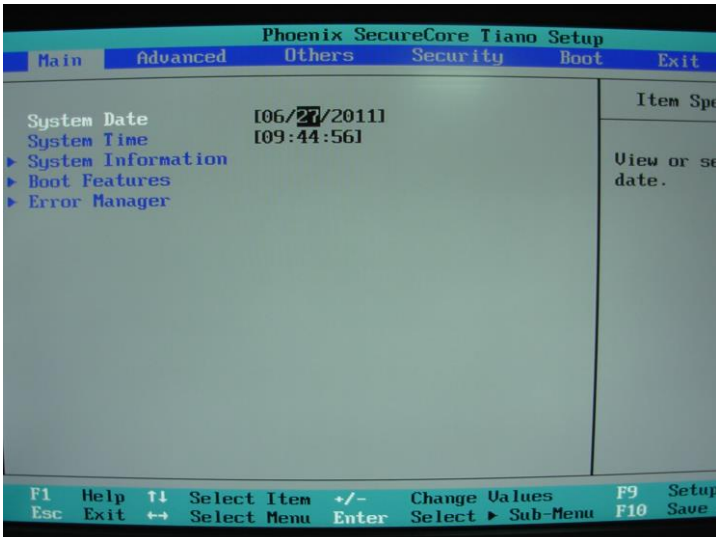 Phoenix SecureCore Tiano Setup
Main Advanced Others Security Boot Exit
Item Spe
System Date [06/27/2011]
System Time [09:44:56]
▶ System Information
▶ Boot Features
▶ Error Manager
View or se
date.
F1 Help ↑↓ Select Item +/- Change Values F9 Setup
Esc Exit ↔ Select Menu Enter Select ▶ Sub-Menu F10 Save